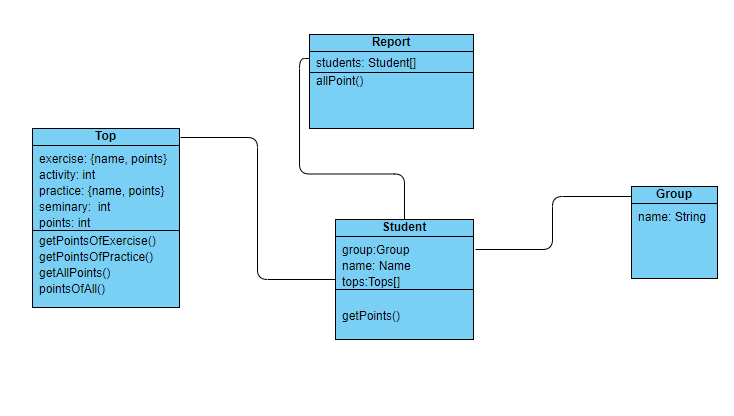 Report
students: Student[]
allPoint()
Top
exercise: {name, points}
activity: int
practice: {name, points}
seminary:  int
points: int
getPointsOfExercise()
getPointsOfPractice()
getAllPoints()
pointsOfAll()
Student
group:Group
name: Name
tops:Tops[]
getPoints()
Group
name: String